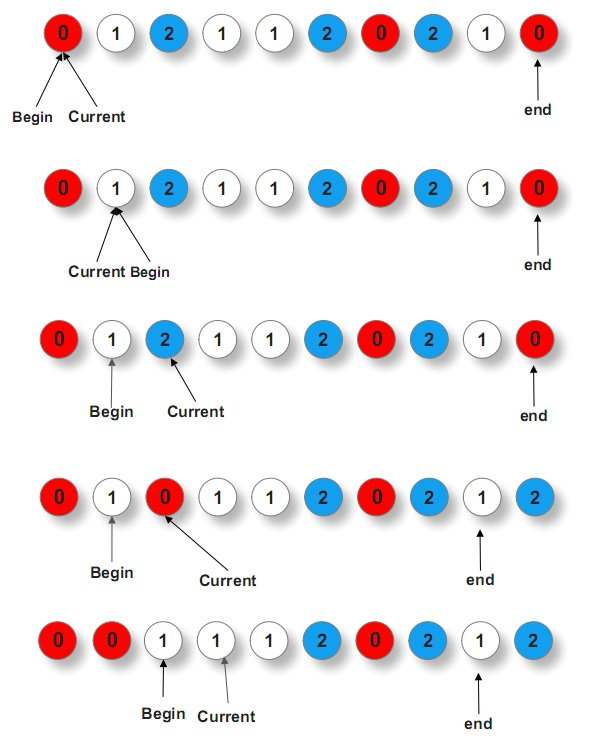 0 1 2 1 1 2 0 2 1 0
Begin Current end
0 1 2 1 1 2 0 2 1 0
Current Begin end
0 1 2 1 1 2 0 2 1 0
Begin Current end
0 1 0 1 1 2 0 2 1 2
Begin Current end
0 0 1 1 1 2 0 2 1 2
Begin Current end